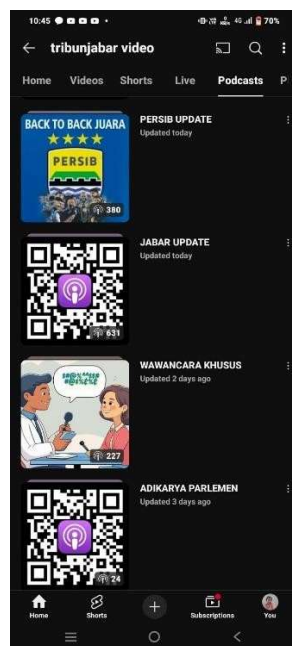 10:45
4G
70%
tribunjabar video
Home Videos Shorts Live Podcasts P
BACK TO BACK JUARA
PERSIB
380
PERSIB UPDATE
Updated today
631
JABAR UPDATE
Updated today
227
WAWANCARA KHUSUS
Updated 2 days ago
24
ADIKARYA PARLEMEN
Updated 3 days ago
Home Shorts Subscriptions You